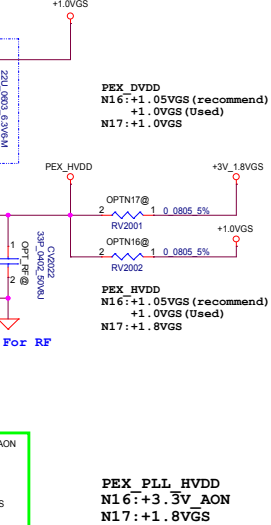 +1.0VGS
22U_0603_6.3V6-M
PEX_DVDD
N16:+1.05VGS(recommend)
+1.0VGS(Used)
N17:+1.0VGS
PEX_HVDD
+3V_1.8VGS
OPTN17@
2 1 0_0805_5%
RV2001
+1.0VGS
OPTN16@
2 1 0_0805_5%
RV2002
1
2
OPT_RF@
CV2022
33P_0402_50V8J
PEX_HVDD
N16:+1.05VGS(recommend)
+1.0VGS(Used)
N17:+1.8VGS
For RF
AON
S
PEX_PLL_HVDD
N16:+3.3V_AON
N17:+1.8VGS